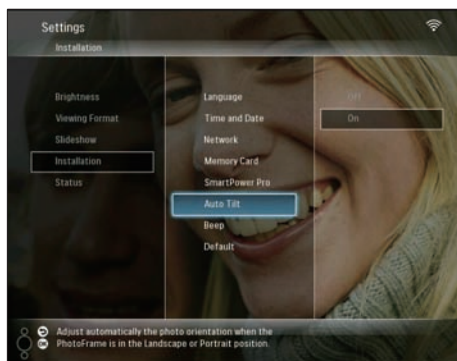 Settings
Installation
Brightness
Viewing Format
Slideshow
Installation
Status
Language
Time and Date
Network
Memory Card
SmartPower Pro
Auto Tilt
Beep
Default
Off
On
Adjust automatically the photo orientation when the
PhotoFrame is in the Landscape or Portrait position.
OK